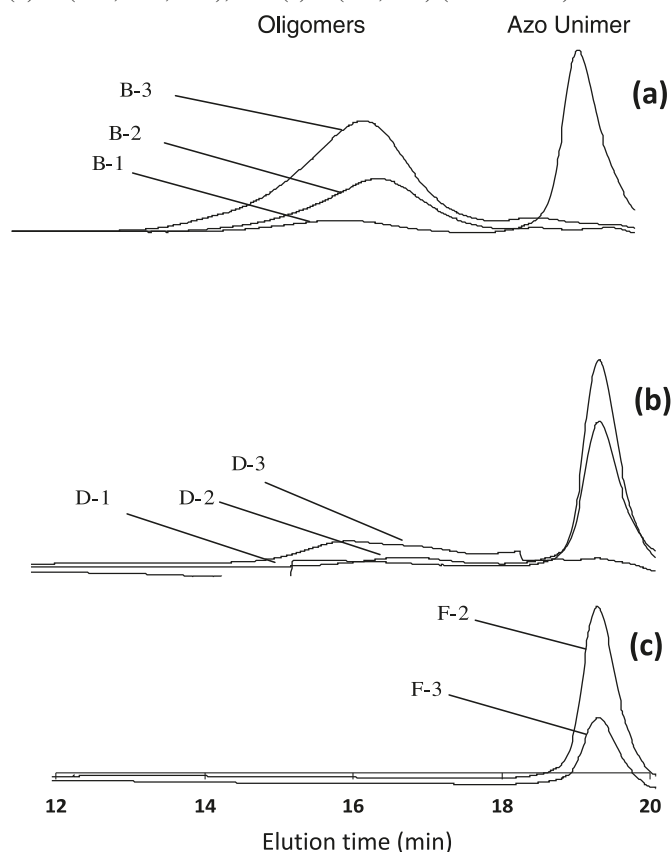 Oligomers Azo Unimer
(a)
B-3
B-2
B-1
(b)
D-3
D-1 D-2
(c)
F-2
F-3
12 14 16 18 20
Elution time (min)